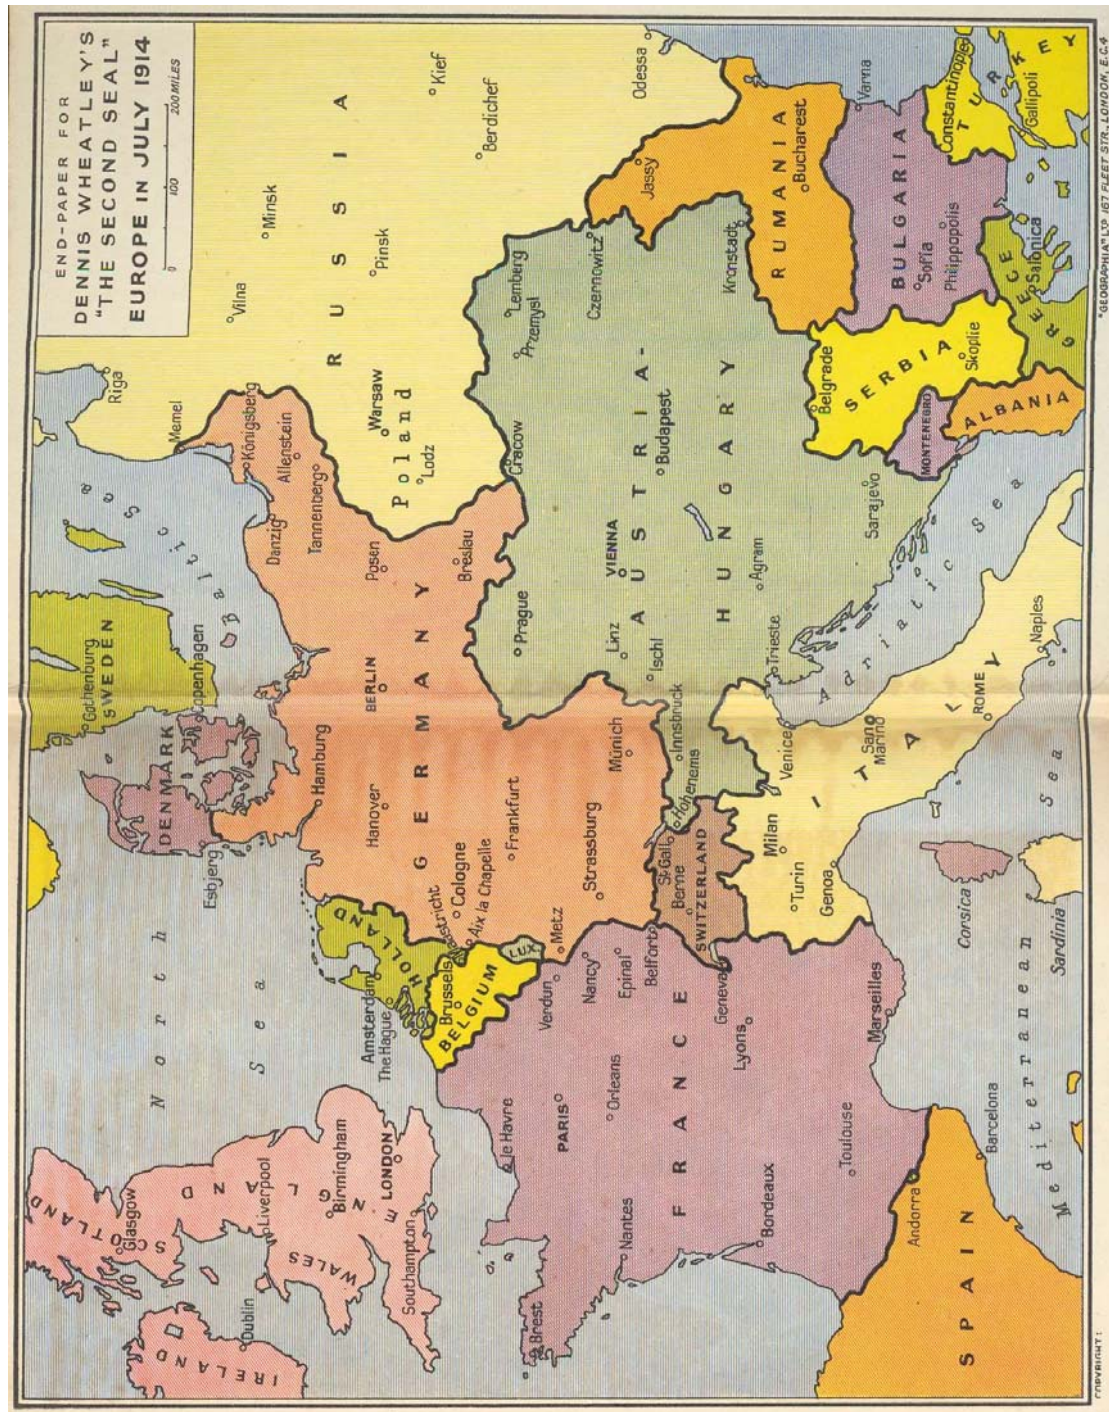 END-PAPER FOR
DENNIS WHEATLEY'S
"THE SECOND SEAL"
EUROPE IN JULY 1914
0 100 200 MILES
SCOTLAND
Glasgow
IRELAND
Dublin
ENGLAND
Liverpool
Birmingham
WALES
LONDON
Southampton
North
Sea
DENMARK
Esbjerg
Copenhagen
Gothenburg
SWEDEN
Baltic Sea
Riga
Memel
Vilna
Minsk
Pinsk
Kief
Berdichef
Odessa
RUSSIA
Warsaw
Poland
Lodz
Königsberg
Allenstein
Tannenberg
Danzig
Posen
Breslau
BERLIN
Hamburg
Hanover
GERMANY
Frankfurt
Cologne
Aix la Chapelle
Münich
Strassburg
Metz
HOLLAND
Amsterdam
The Hague
Maastricht
Brussels
BELGIUM
LUX.
le Havre
PARIS
Verdun
Nancy
Epinal
Belfort
Orleans
Brest
Nantes
FRANCE
Geneva
Lyons
Bordeaux
Toulouse
Marseilles
St Gall
Berne
SWITZERLAND
Hohenems
Innsbruck
Prague
Linz
Ischl
VIENNA
AUSTRIA-
HUNGARY
Cracow
Przemysl
Lemberg
Czernowitz
Budapest
Kronstadt
Agram
Trieste
Sarajevo
Jassy
RUMANIA
Bucharest
Varna
BULGARIA
Sofia
Philippopolis
Belgrade
SERBIA
Skoplie
MONTENEGRO
ALBANIA
GREECE
Salonica
Constantinople
TURKEY
Gallipoli
Adriatic Sea
Venice
Milan
Turin
Genoa
San
Marino
ITALY
ROME
Naples
Corsica
Sardinia
Mediterranean Sea
Andorra
Barcelona
SPAIN
COPYRIGHT:
"GEOGRAPHIA" LTD 167 FLEET STR., LONDON, E.C.4